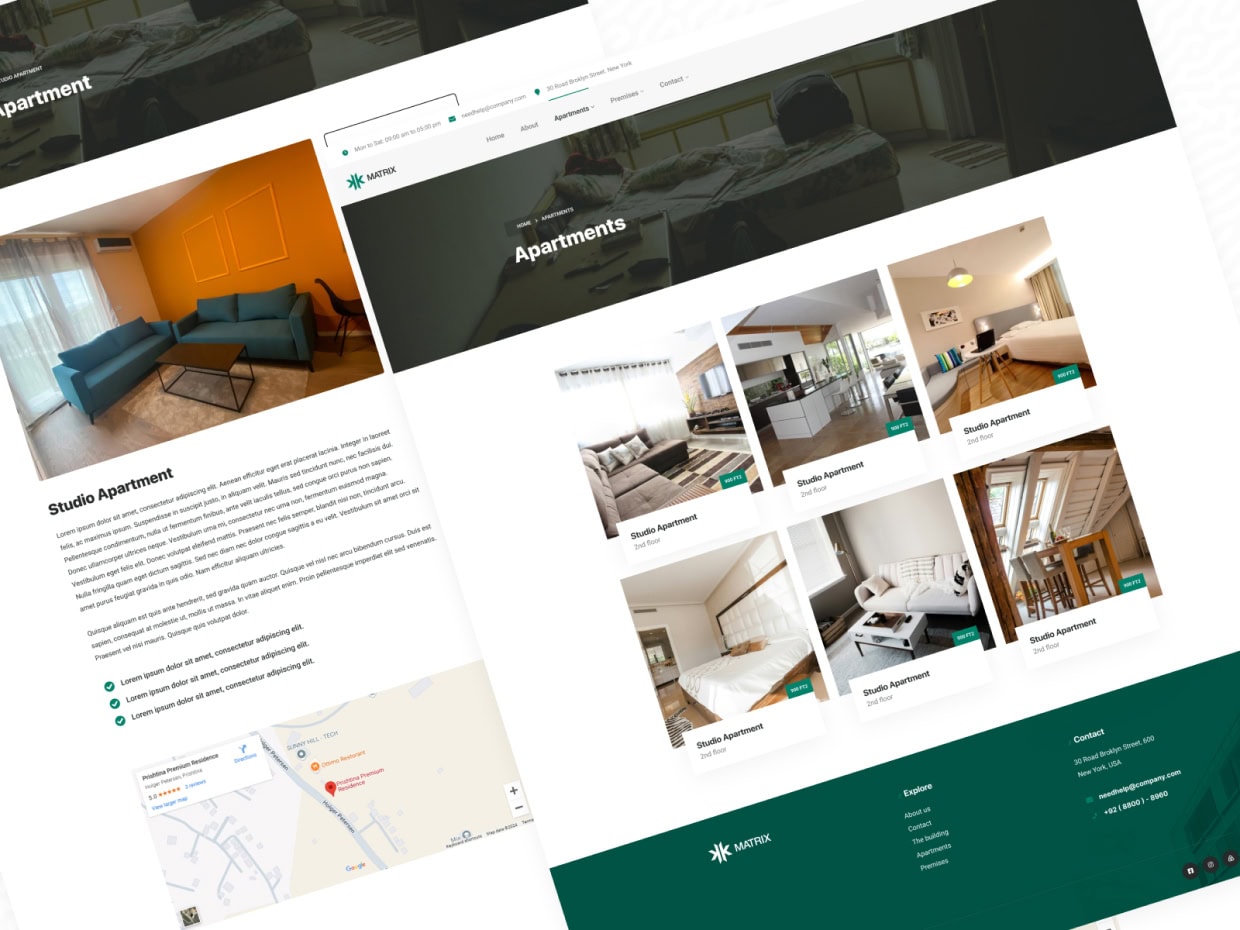 STUDIO APARTMENT
Apartment
Studio Apartment
Lorem ipsum dolor sit amet, consectetur adipiscing elit. Aenean efficitur eget erat placerat lacinia. Integer in laoreet
felis, ac maximus ipsum. Suspendisse in suscipit justo, in aliquam velit. Mauris sed tincidunt nunc, nec facilisis dui.
Pellentesque condimentum, nulla ut fermentum finibus, ante velit iaculis tellus, sed congue orci purus non sapien.
Donec ullamcorper ultrices neque. Vestibulum urna mi, consectetur nec urna non, fermentum euismod magna.
Vestibulum eget felis elit. Donec volutpat eleifend mattis. Praesent nec felis semper, blandit nisi non, tincidunt arcu.
Nulla fringilla quam eget dictum sagittis. Sed nec diam nec dolor congue sagittis a eu velit. Vestibulum sit amet orci sit
amet purus feugiat gravida in quis odio. Nam efficitur aliquam ultricies.
Quisque aliquam est quis ante hendrerit, sed gravida quam auctor. Quisque vel nisl nec arcu bibendum cursus. Duis est
sapien, consequat at molestie ut, mollis ut massa. In vitae aliquet enim. Proin pellentesque imperdiet elit sed venenatis.
Praesent vel nisi mauris. Quisque quis volutpat dolor.
Lorem ipsum dolor sit amet, consectetur adipiscing elit.
Lorem ipsum dolor sit amet, consectetur adipiscing elit.
Lorem ipsum dolor sit amet, consectetur adipiscing elit.
Prishtina Premium Residence
Holger Petersen, Prishtina
5.0 ★★★★★ 3 reviews
View larger map
Directions
SUNNY HILL - TECH
Otimo Restorant
Prishtina Premium
Residence
Holger Petersen
Holger Petersen
Google
Keyboard shortcuts
Map data ©2024
Terms
Mon to Sat: 09:00 am to 05:00 pm
needhelp@company.com
30 Road Broklyn Street, New York
MATRIX
Home
About
Apartments
Premises
Contact
HOME > APARTMENTS
Apartments
900 FT2
Studio Apartment
2nd floor
900 FT2
Studio Apartment
2nd floor
900 FT2
Studio Apartment
2nd floor
900 FT2
Studio Apartment
2nd floor
900 FT2
Studio Apartment
2nd floor
900 FT2
Studio Apartment
2nd floor
MATRIX
Explore
About us
Contact
The building
Apartments
Premises
Contact
30 Road Broklyn Street, 600
New York, USA
needhelp@company.com
+92 ( 8800 ) - 8960